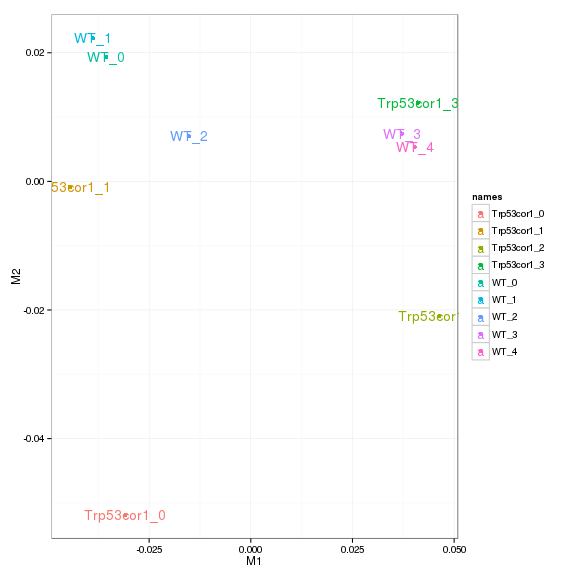 WT_1
WT_0
0.02
Trp53cor1_3
WT_3
WT_2
WT_4
0.00
53cor1_1
M2
-0.02
Trp53cor
-0.04
Trp53cor1_0
-0.025
0.000
0.025
0.050
M1
names
a Trp53cor1_0
a Trp53cor1_1
a Trp53cor1_2
a Trp53cor1_3
a WT_0
a WT_1
a WT_2
a WT_3
a WT_4